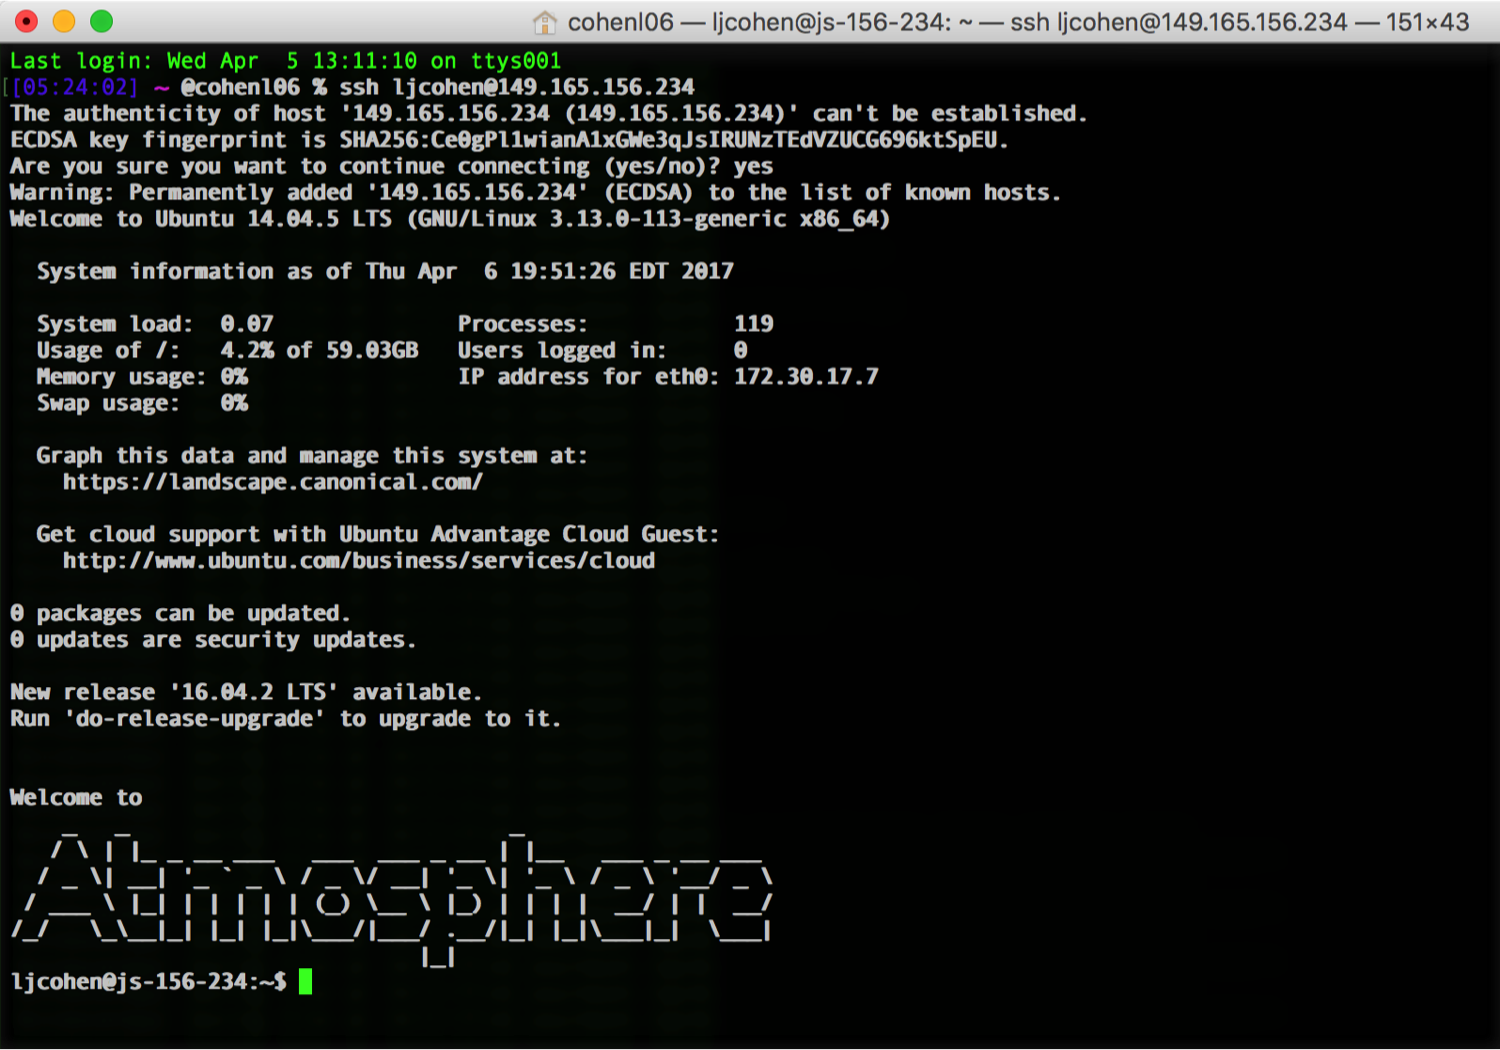 cohenl06 — ljcohen@js-156-234: ~ — ssh ljcohen@149.165.156.234 — 151×43
Last login: Wed Apr  5 13:11:10 on ttys001
[[05:24:02] ~ @cohenl06 % ssh ljcohen@149.165.156.234
The authenticity of host '149.165.156.234 (149.165.156.234)' can't be established.
ECDSA key fingerprint is SHA256:Ce0gPl1wianA1xGWe3qJsIRUNzTEdVZUCG696ktSpEU.
Are you sure you want to continue connecting (yes/no)? yes
Warning: Permanently added '149.165.156.234' (ECDSA) to the list of known hosts.
Welcome to Ubuntu 14.04.5 LTS (GNU/Linux 3.13.0-113-generic x86_64)
System information as of Thu Apr  6 19:51:26 EDT 2017
System load:  0.07              Processes:           119
Usage of /:   4.2% of 59.03GB   Users logged in:     0
Memory usage: 0%                IP address for eth0: 172.30.17.7
Swap usage:   0%
Graph this data and manage this system at:
https://landscape.canonical.com/
Get cloud support with Ubuntu Advantage Cloud Guest:
http://www.ubuntu.com/business/services/cloud
0 packages can be updated.
0 updates are security updates.
New release '16.04.2 LTS' available.
Run 'do-release-upgrade' to upgrade to it.
Welcome to
Atmosphere
ljcohen@js-156-234:~$